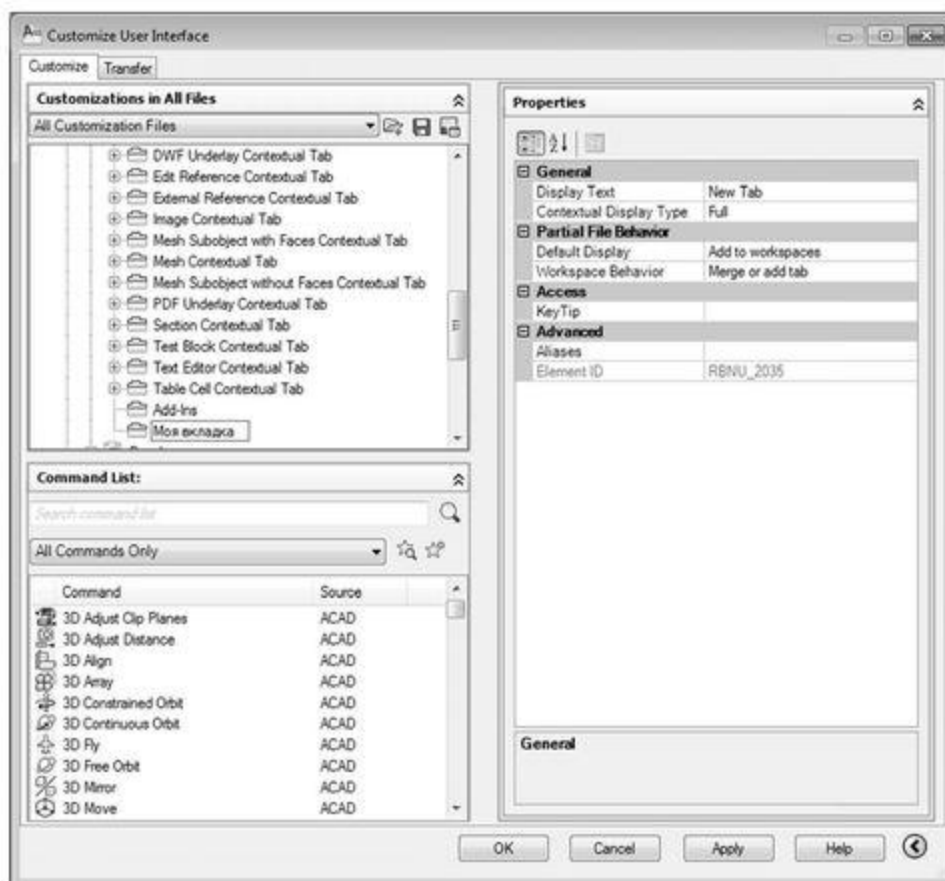 Customize User Interface
Customize Transfer
Customizations in All Files
All Customization Files
DWF Underlay Contextual Tab
Edit Reference Contextual Tab
External Reference Contextual Tab
Image Contextual Tab
Mesh Subobject with Faces Contextual Tab
Mesh Contextual Tab
Mesh Subobject without Faces Contextual Tab
PDF Underlay Contextual Tab
Section Contextual Tab
Test Block Contextual Tab
Text Editor Contextual Tab
Table Cell Contextual Tab
Add-Ins
Моя вкладка
Command List:
Search command list
All Commands Only
Command Source
3D Adjust Clip Planes ACAD
3D Adjust Distance ACAD
3D Align ACAD
3D Array ACAD
3D Constrained Orbit ACAD
3D Continuous Orbit ACAD
3D Fly ACAD
3D Free Orbit ACAD
3D Mirror ACAD
3D Move ACAD
Properties
General
Display Text New Tab
Contextual Display Type Full
Partial File Behavior
Default Display Add to workspaces
Workspace Behavior Merge or add tab
Access
KeyTip
Advanced
Aliases
Element ID RBNU_2035
General
OK Cancel Apply Help